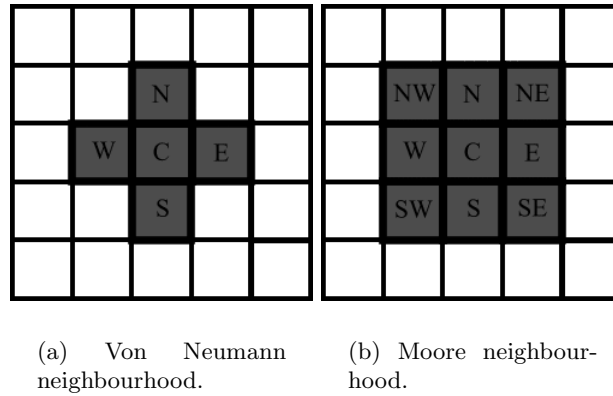 N
W C E
S
NW N NE
W C E
SW S SE
(a) Von Neumann
neighbourhood.
(b) Moore neighbour-
hood.